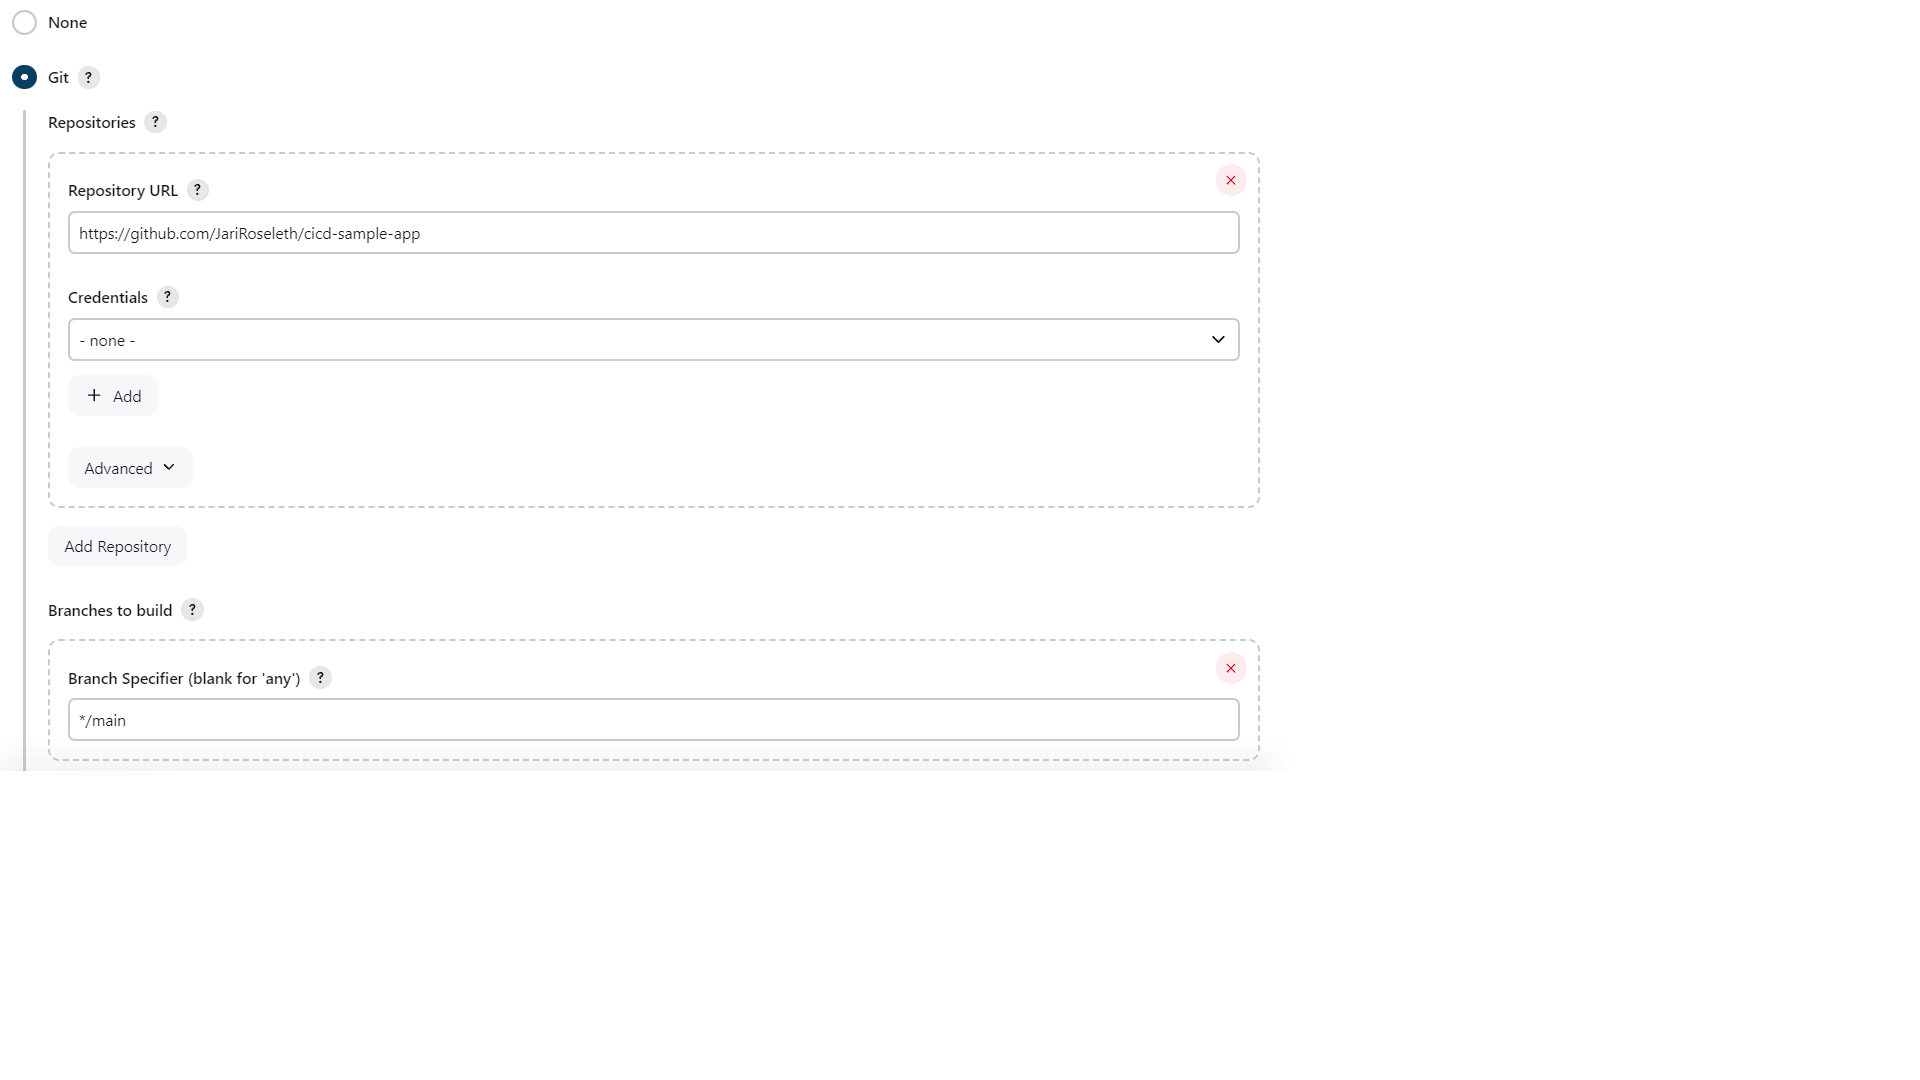 None
Git ?
Repositories ?
Repository URL ?
https://github.com/JariRoseleth/cicd-sample-app
Credentials ?
- none -
+ Add
Advanced
Add Repository
Branches to build ?
Branch Specifier (blank for 'any') ?
*/main